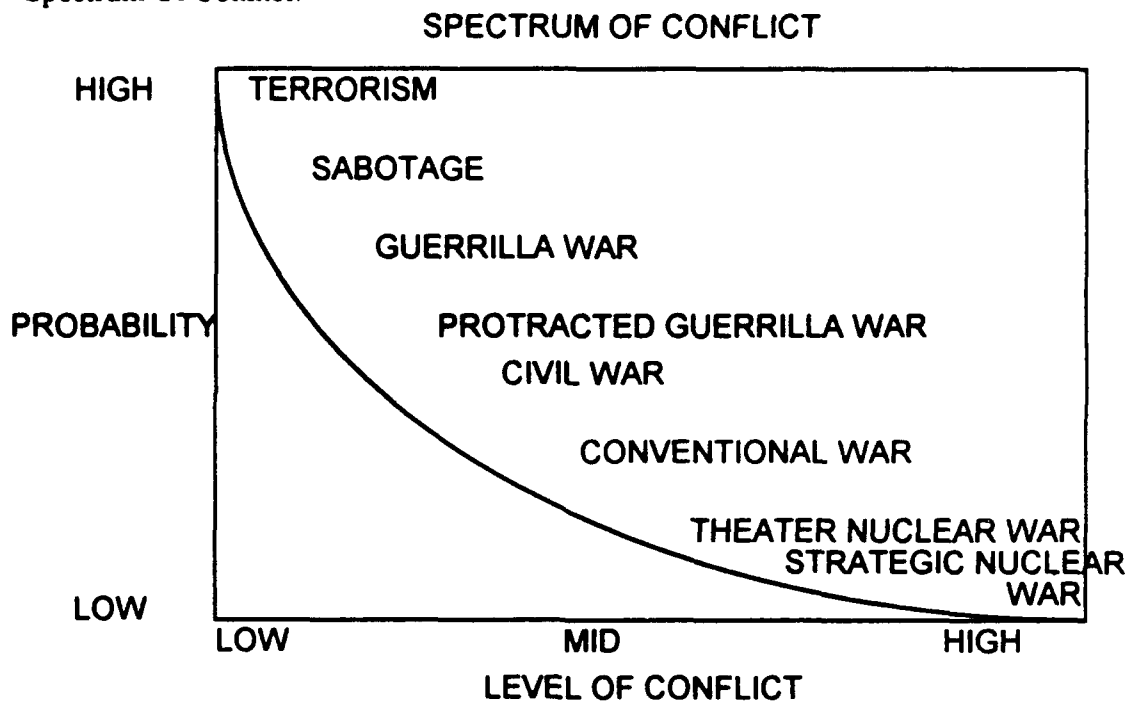 Spectrum Of Conflict
SPECTRUM OF CONFLICT
HIGH
TERRORISM
SABOTAGE
GUERRILLA WAR
PROBABILITY
PROTRACTED GUERRILLA WAR
CIVIL WAR
CONVENTIONAL WAR
THEATER NUCLEAR WAR
STRATEGIC NUCLEAR
WAR
LOW
LOW
MID
HIGH
LEVEL OF CONFLICT